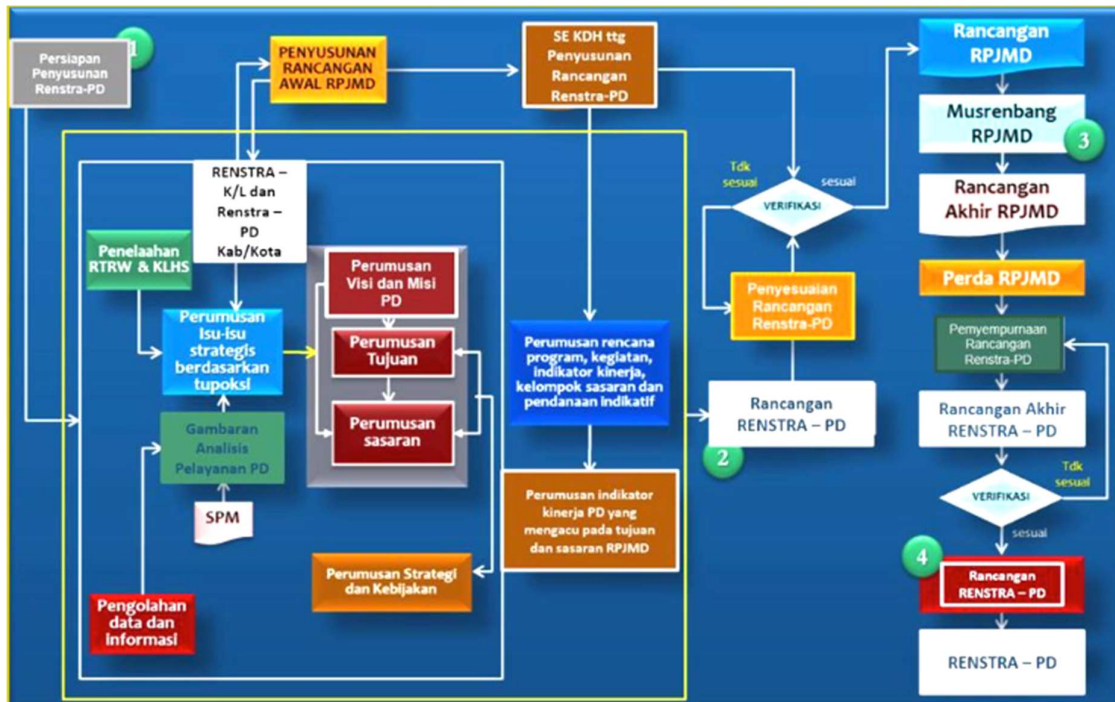 1
Persiapan
Penyusunan
Renstra-PD
PENYUSUNAN
RANCANGAN
AWAL RPJMD
SE KDH ttg
Penyusunan
Rancangan
Renstra-PD
RENSTRA –
K/L dan
Renstra –
PD
Kab/Kota
Penelaahan
RTRW & KLHS
Perumusan
Isu-isu
strategis
berdasarkan
tupoksi
Gambaran
Analisis
Pelayanan PD
SPM
Pengolahan
data dan
informasi
Perumusan
Visi dan Misi
PD
Perumusan
Tujuan
Perumusan
sasaran
Perumusan Strategi
dan Kebijakan
Perumusan rencana
program, kegiatan,
indikator kinerja,
kelompok sasaran dan
pendanaan indikatif
Perumusan indikator
kinerja PD yang
mengacu pada tujuan
dan sasaran RPJMD
Rancangan
RENSTRA – PD
2
Penyesuaian
Rancangan
Renstra-PD
Tdk
sesuai
sesuai
VERIFIKASI
Rancangan
RPJMD
Musrenbang
RPJMD
3
Rancangan
Akhir RPJMD
Perda RPJMD
Pemyempurnaan
Rancangan
Renstra-PD
Rancangan Akhir
RENSTRA – PD
Tdk
sesuai
VERIFIKASI
sesuai
4
Rancangan
RENSTRA – PD
RENSTRA – PD